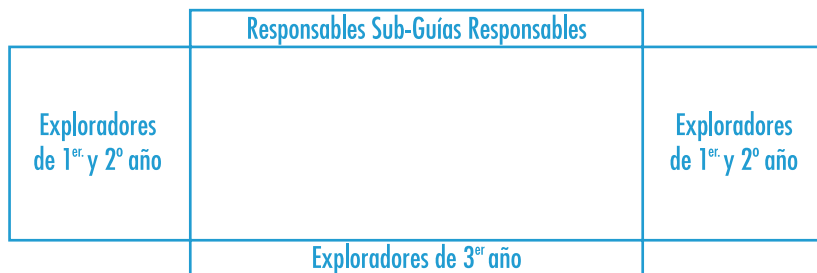 Responsables Sub-Guías Responsables
Exploradores
de 1er. y 2º año
Exploradores
de 1er. y 2º año
Exploradores de 3er año